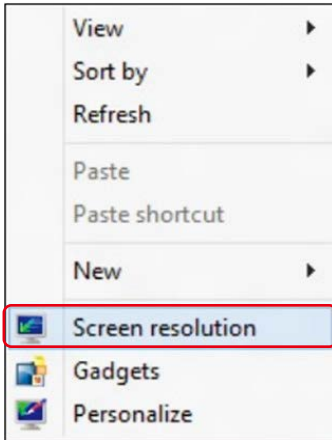 View
Sort by
Refresh
Paste
Paste shortcut
New
Screen resolution
Gadgets
Personalize